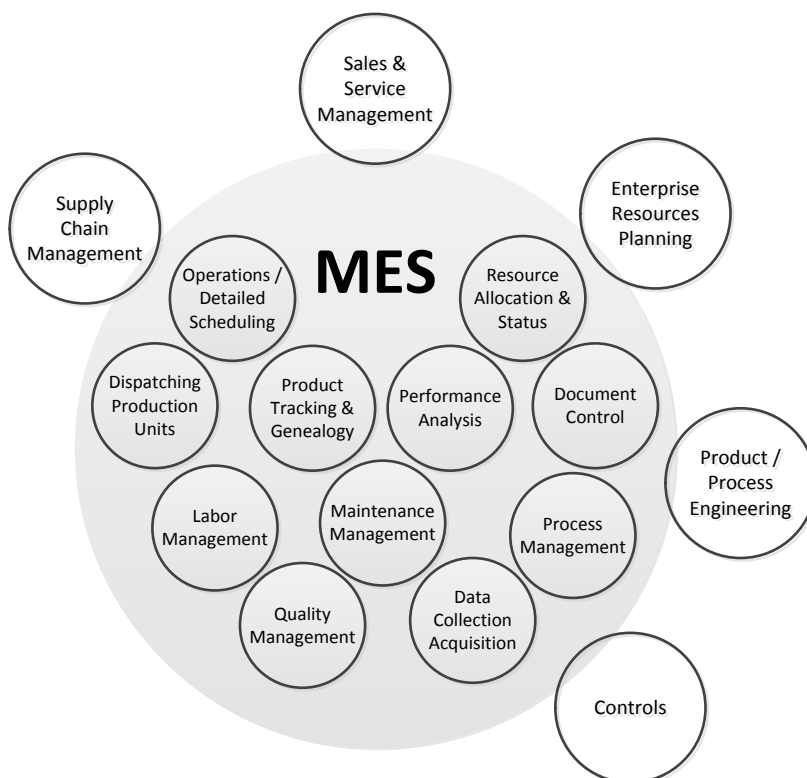 Sales &
Service
Management
Supply
Chain
Management
Enterprise
Resources
Planning
MES
Operations /
Detailed
Scheduling
Resource
Allocation &
Status
Dispatching
Production
Units
Product
Tracking &
Genealogy
Performance
Analysis
Document
Control
Product /
Process
Engineering
Labor
Management
Maintenance
Management
Process
Management
Quality
Management
Data
Collection
Acquisition
Controls